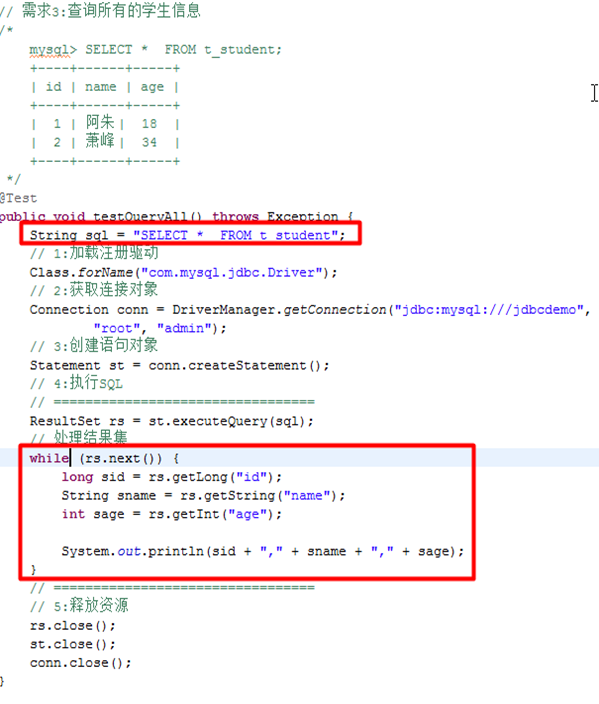 // 需求3:查询所有的学生信息
/*
mysql> SELECT *  FROM t_student;
+----+------+-----+
| id | name | age |
+----+------+-----+
|  1 | 阿朱 |  18  |
|  2 | 萧峰 |  34  |
+----+------+-----+
*/
@Test
public void testQueryAll() throws Exception {
String sql = "SELECT *  FROM t_student";
// 1:加载注册驱动
Class.forName("com.mysql.jdbc.Driver");
// 2:获取连接对象
Connection conn = DriverManager.getConnection("jdbc:mysql:///jdbcdemo",
"root", "admin");
// 3:创建语句对象
Statement st = conn.createStatement();
// 4:执行SQL
// ================================
ResultSet rs = st.executeQuery(sql);
// 处理结果集
while (rs.next()) {
long sid = rs.getLong("id");
String sname = rs.getString("name");
int sage = rs.getInt("age");
System.out.println(sid + "," + sname + "," + sage);
}
// ================================
// 5:释放资源
rs.close();
st.close();
conn.close();
}